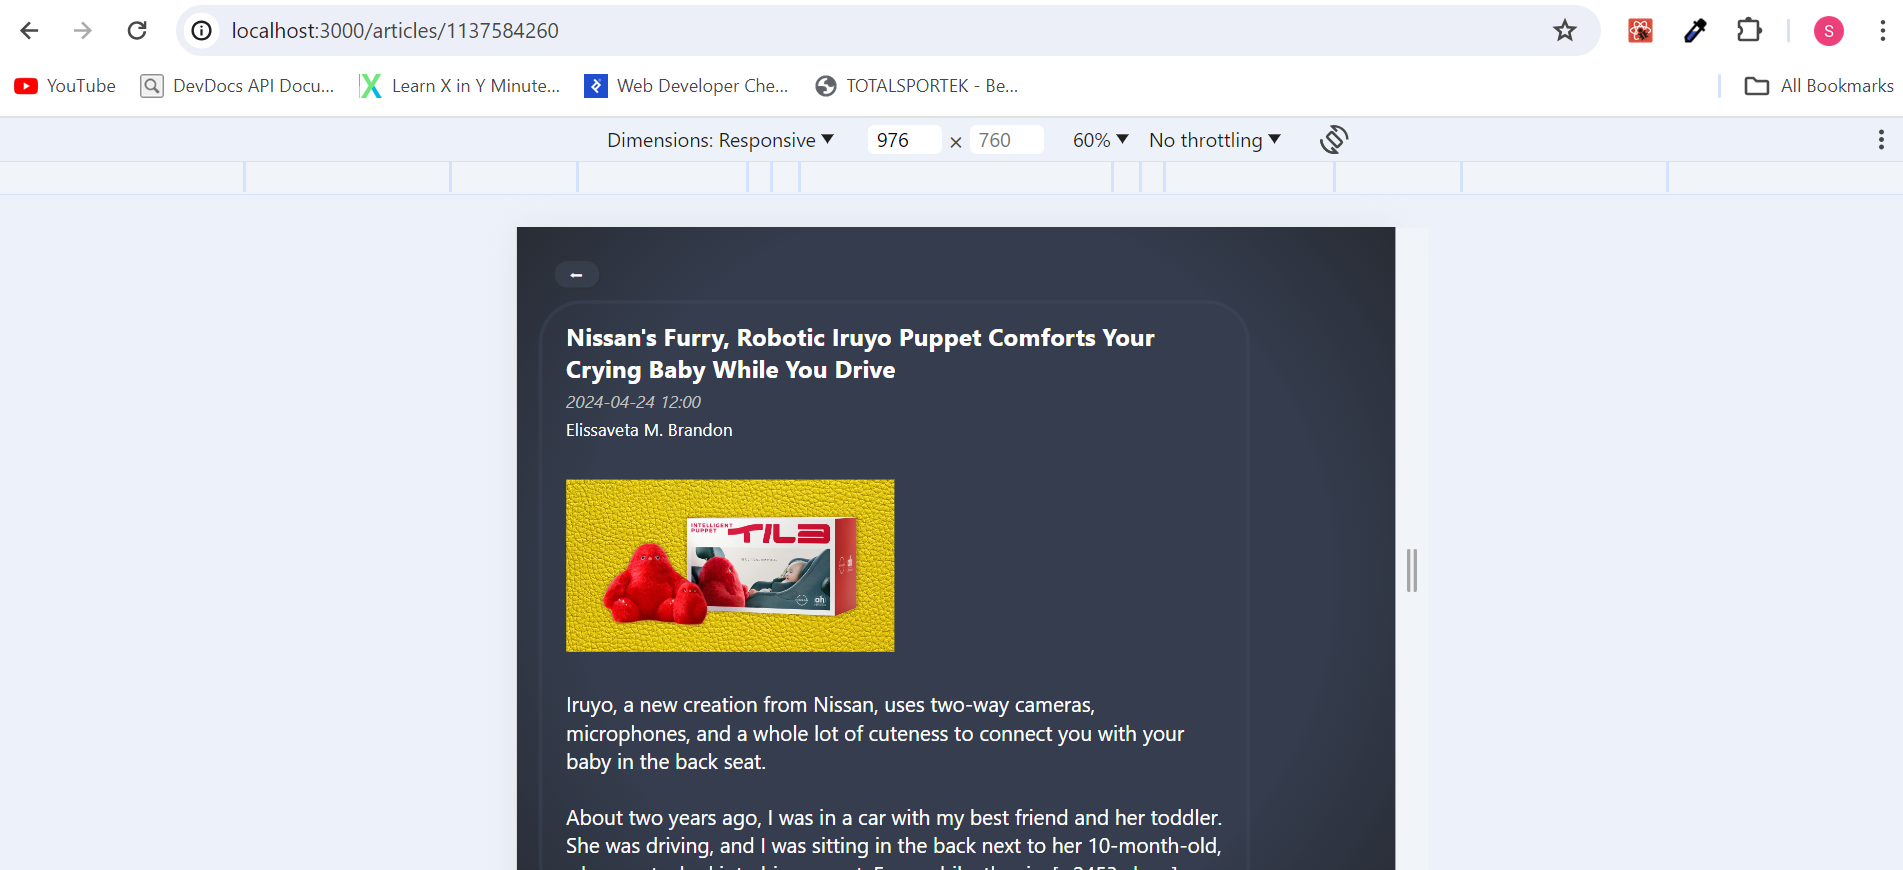 localhost:3000/articles/1137584260
S
YouTube
DevDocs API Docu...
Learn X in Y Minute...
Web Developer Che...
TOTALSPORTEK - Be...
All Bookmarks
Dimensions: Responsive 976 × 760 60% No throttling
Nissan's Furry, Robotic Iruyo Puppet Comforts Your
Crying Baby While You Drive
2024-04-24 12:00
Elissaveta M. Brandon
INTELLIGENT
PUPPET
Iruyo, a new creation from Nissan, uses two-way cameras,
microphones, and a whole lot of cuteness to connect you with your
baby in the back seat.
About two years ago, I was in a car with my best friend and her toddler.
She was driving, and I was sitting in the back next to her 10-month-old,